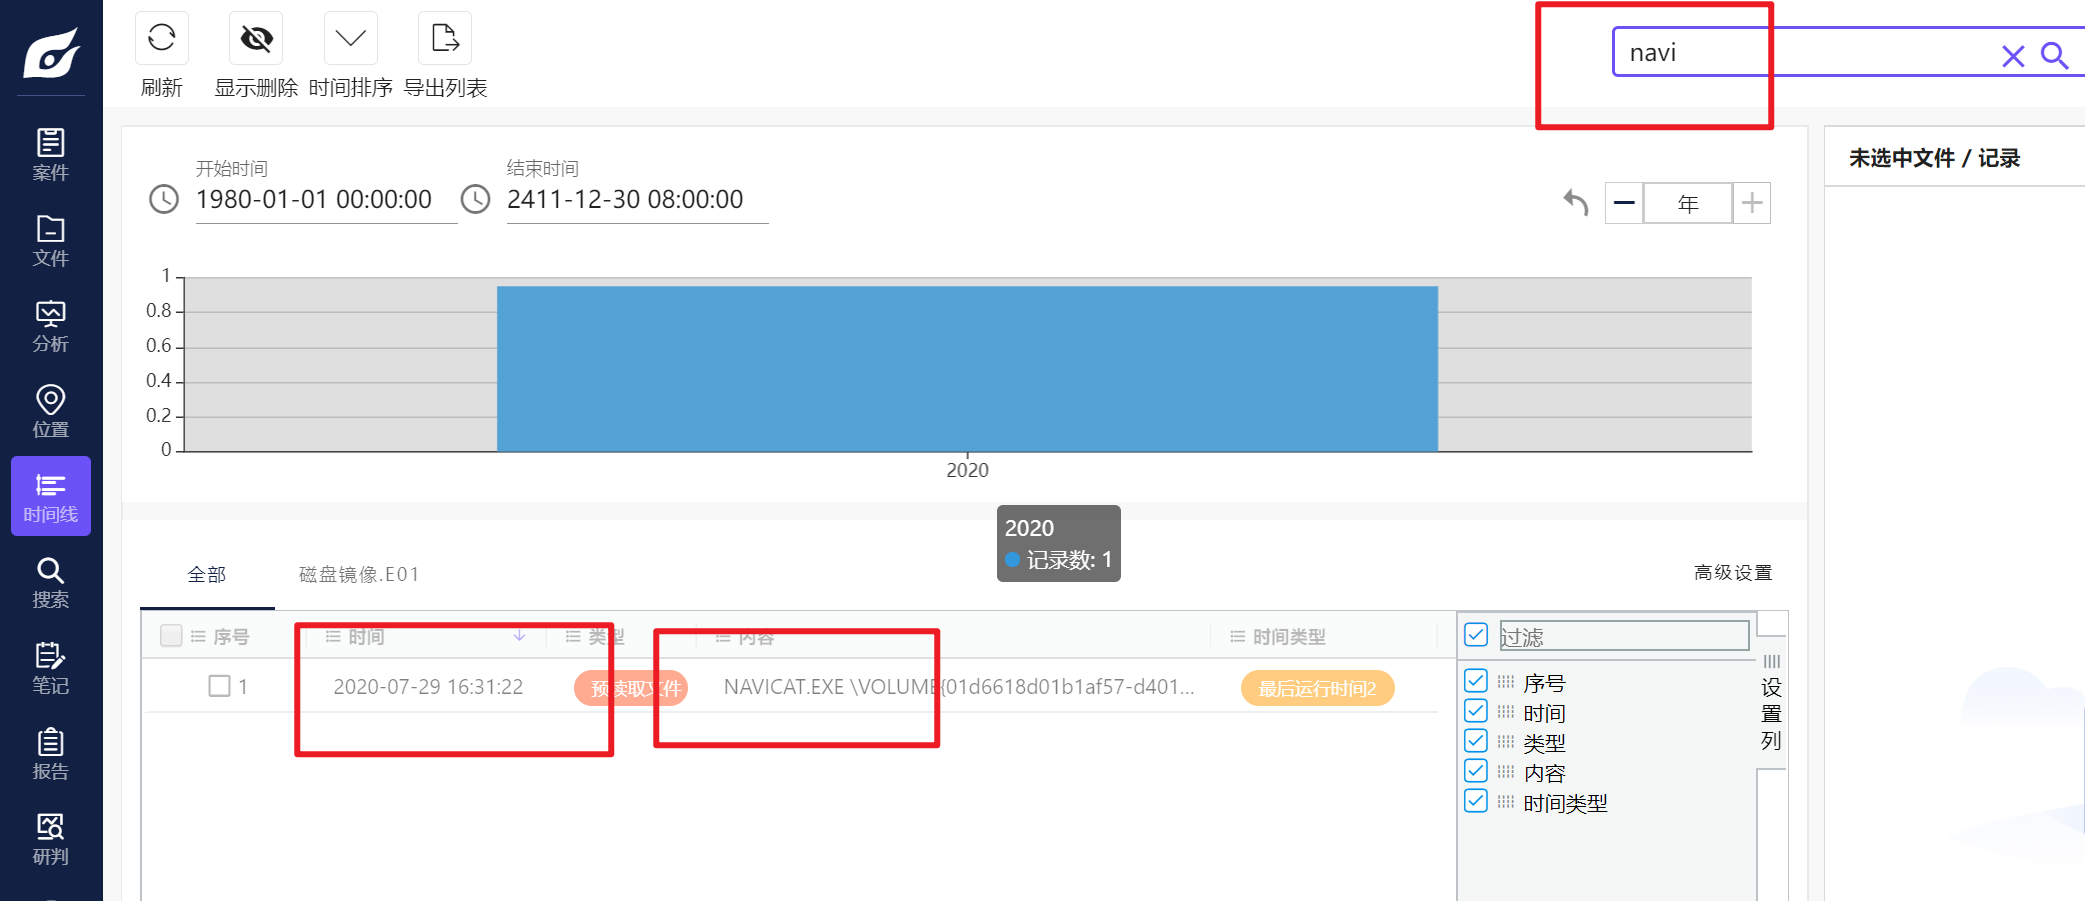 navi
刷新
显示删除
时间排序
导出列表
案件
文件
分析
位置
时间线
搜索
笔记
报告
研判
开始时间
1980-01-01 00:00:00
结束时间
2411-12-30 08:00:00
年
未选中文件 / 记录
1
0.8
0.6
0.4
0.2
0
2020
2020
记录数: 1
全部
磁盘镜像.E01
高级设置
序号 时间 类型 内容 时间类型
1 2020-07-29 16:31:22 预读取文件 NAVICAT.EXE \VOLUME{01d6618d01b1af57-d401... 最后运行时间2
过滤
序号
时间
类型
内容
时间类型
设置列